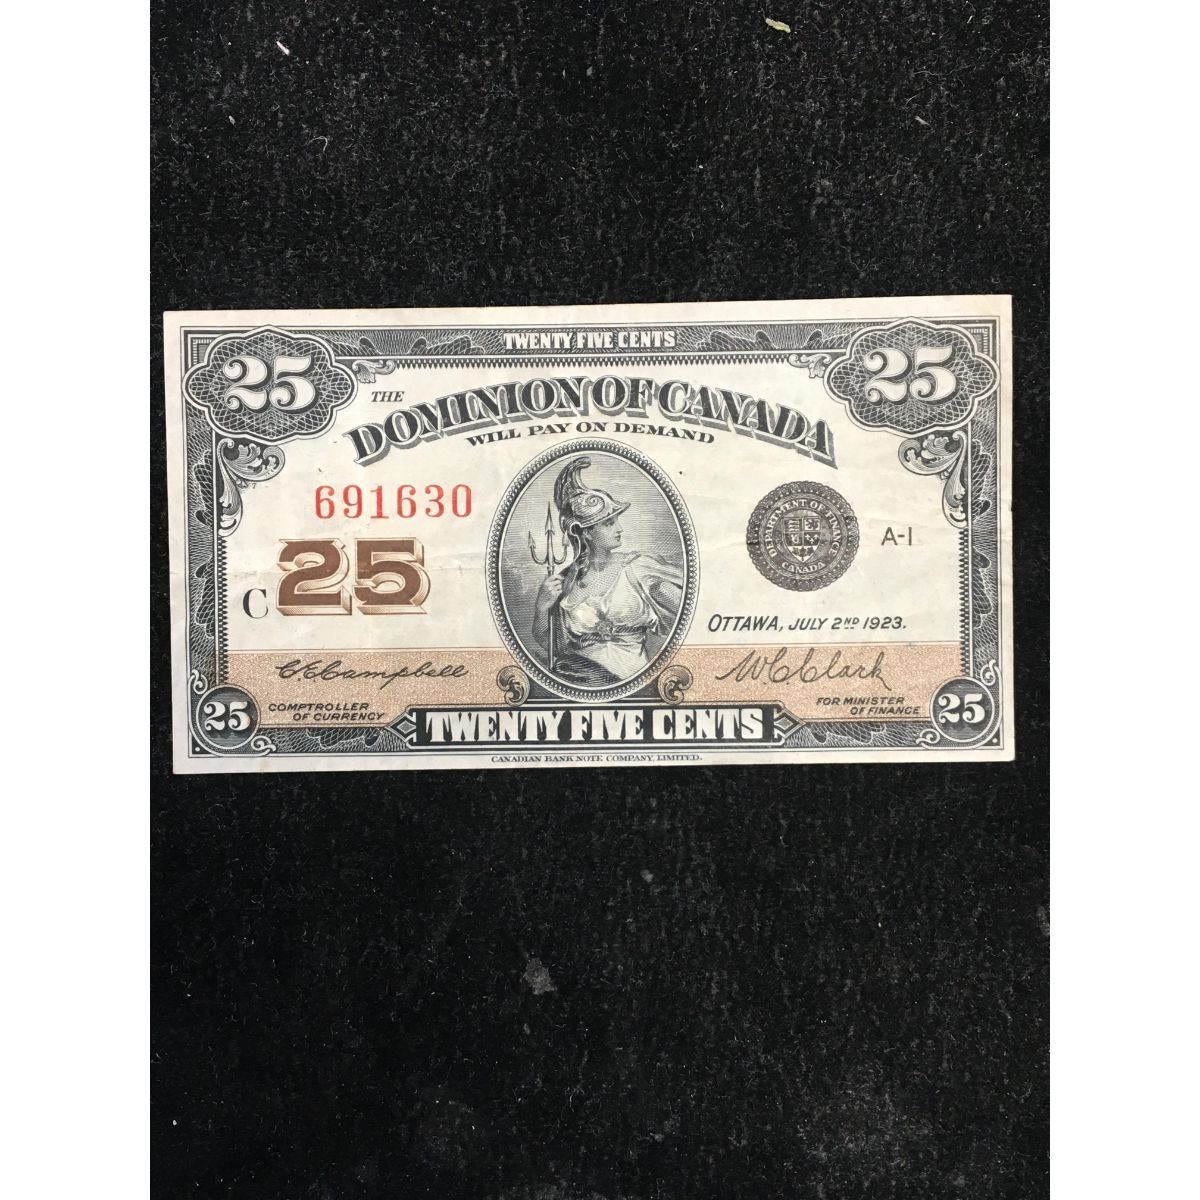 TWENTY FIVE CENTS
25
25
THE
DOMINION OF CANADA
WILL PAY ON DEMAND
691630
DEPARTMENT OF FINANCE
CANADA
A-1
C 25
OTTAWA, JULY 2ND 1923.
C.E. Campbell
W C Clark
COMPTROLLER
OF CURRENCY
FOR MINISTER
OF FINANCE
25
TWENTY FIVE CENTS
25
CANADIAN BANK NOTE COMPANY, LIMITED.